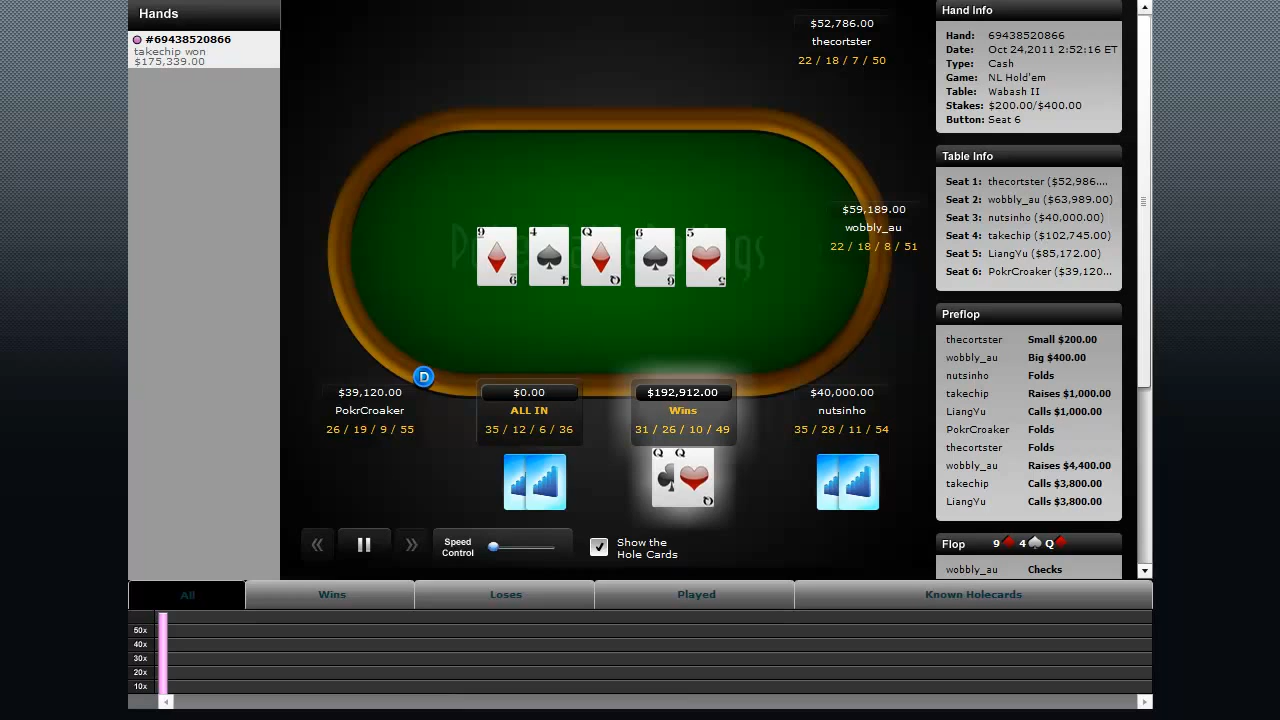 Hands
#69438520866
takechip won
$175,339.00
$52,786.00
thecortster
22 / 18 / 7 / 50
$59,189.00
wobbly_au
22 / 18 / 8 / 51
9 4 Q 6 5
9 4 Q 6 5
D
$39,120.00
PokrCroaker
26 / 19 / 9 / 55
$0.00
ALL IN
35 / 12 / 6 / 36
$192,912.00
Wins
31 / 26 / 10 / 49
$40,000.00
nutsinho
35 / 28 / 11 / 54
Q Q
Q
Speed
Control
Show the
Hole Cards
Hand Info
Hand: 69438520866
Date: Oct 24,2011 2:52:16 ET
Type: Cash
Game: NL Hold'em
Table: Wabash II
Stakes: $200.00/$400.00
Button: Seat 6
Table Info
Seat 1: thecortster ($52,986....
Seat 2: wobbly_au ($63,989.00)
Seat 3: nutsinho ($40,000.00)
Seat 4: takechip ($102,745.00)
Seat 5: LiangYu ($85,172.00)
Seat 6: PokrCroaker ($39,120...
Preflop
thecortster Small $200.00
wobbly_au Big $400.00
nutsinho Folds
takechip Raises $1,000.00
LiangYu Calls $1,000.00
PokrCroaker Folds
thecortster Folds
wobbly_au Raises $4,400.00
takechip Calls $3,800.00
LiangYu Calls $3,800.00
Flop 9 4 Q
wobbly_au Checks
All Wins Loses Played Known Holecards
50x
40x
30x
20x
10x